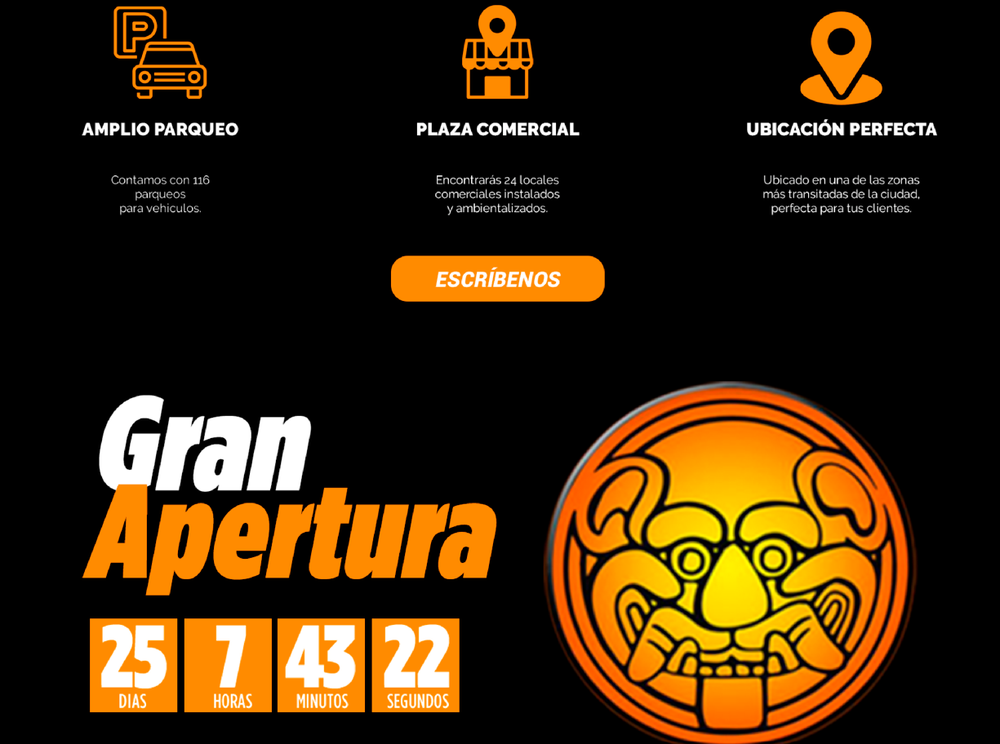 P
AMPLIO PARQUEO
PLAZA COMERCIAL
UBICACIÓN PERFECTA
Contamos con 116
parqueos
para vehiculos.
Encontrarás 24 locales
comerciales instalados
y ambientalizados.
Ubicado en una de las zonas
más transitadas de la ciudad,
perfecta para tus clientes.
ESCRÍBENOS
Gran
Apertura
25 7 43 22
DIAS HORAS MINUTOS SEGUNDOS